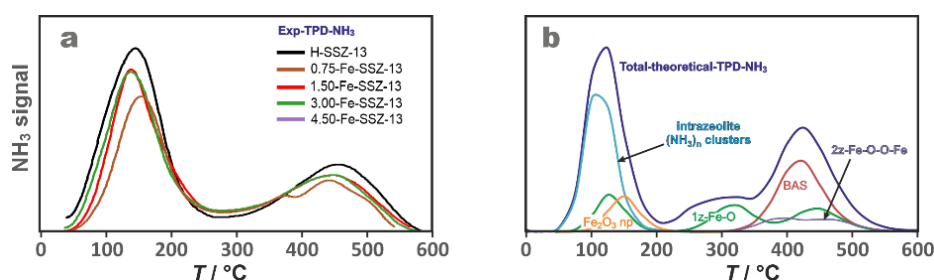 a
Exp-TPD-NH₃
H-SSZ-13
0.75-Fe-SSZ-13
1.50-Fe-SSZ-13
3.00-Fe-SSZ-13
4.50-Fe-SSZ-13
NH₃ signal
0 100 200 300 400 500 600
T / °C
b
Total-theoretical-TPD-NH₃
Intrazeolite
(NH₃)ₙ clusters
2z-Fe-O-O-Fe
BAS
1z-Fe-O
Fe₂O₃ np
0 100 200 300 400 500 600
T / °C